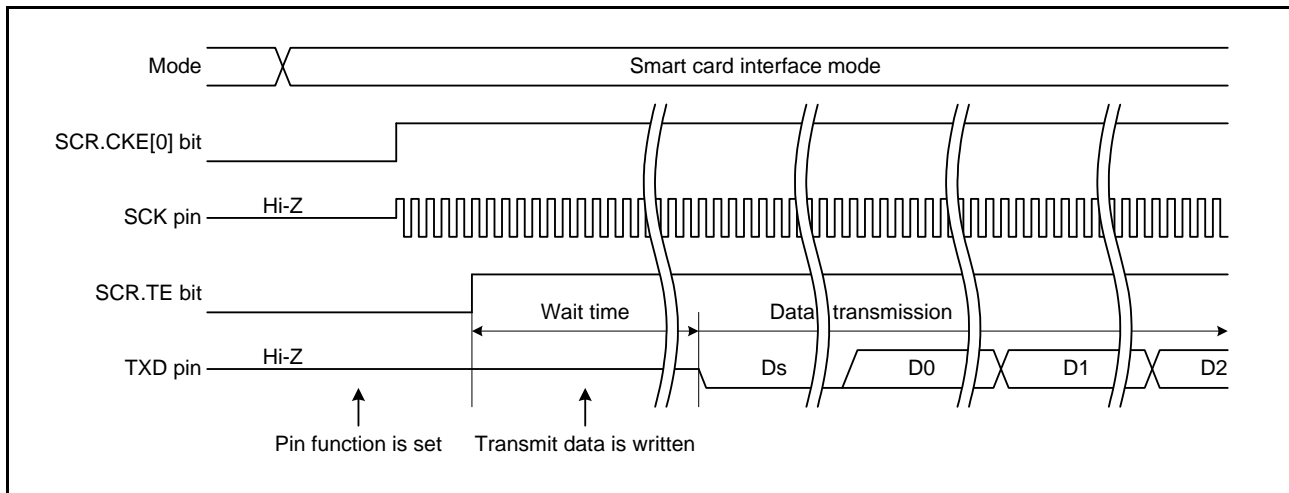 Mode
Smart card interface mode
SCR.CKE[0] bit
SCK pin
Hi-Z
SCR.TE bit
Wait time
Data transmission
TXD pin
Hi-Z
Ds
D0
D1
D2
Pin function is set
Transmit data is written